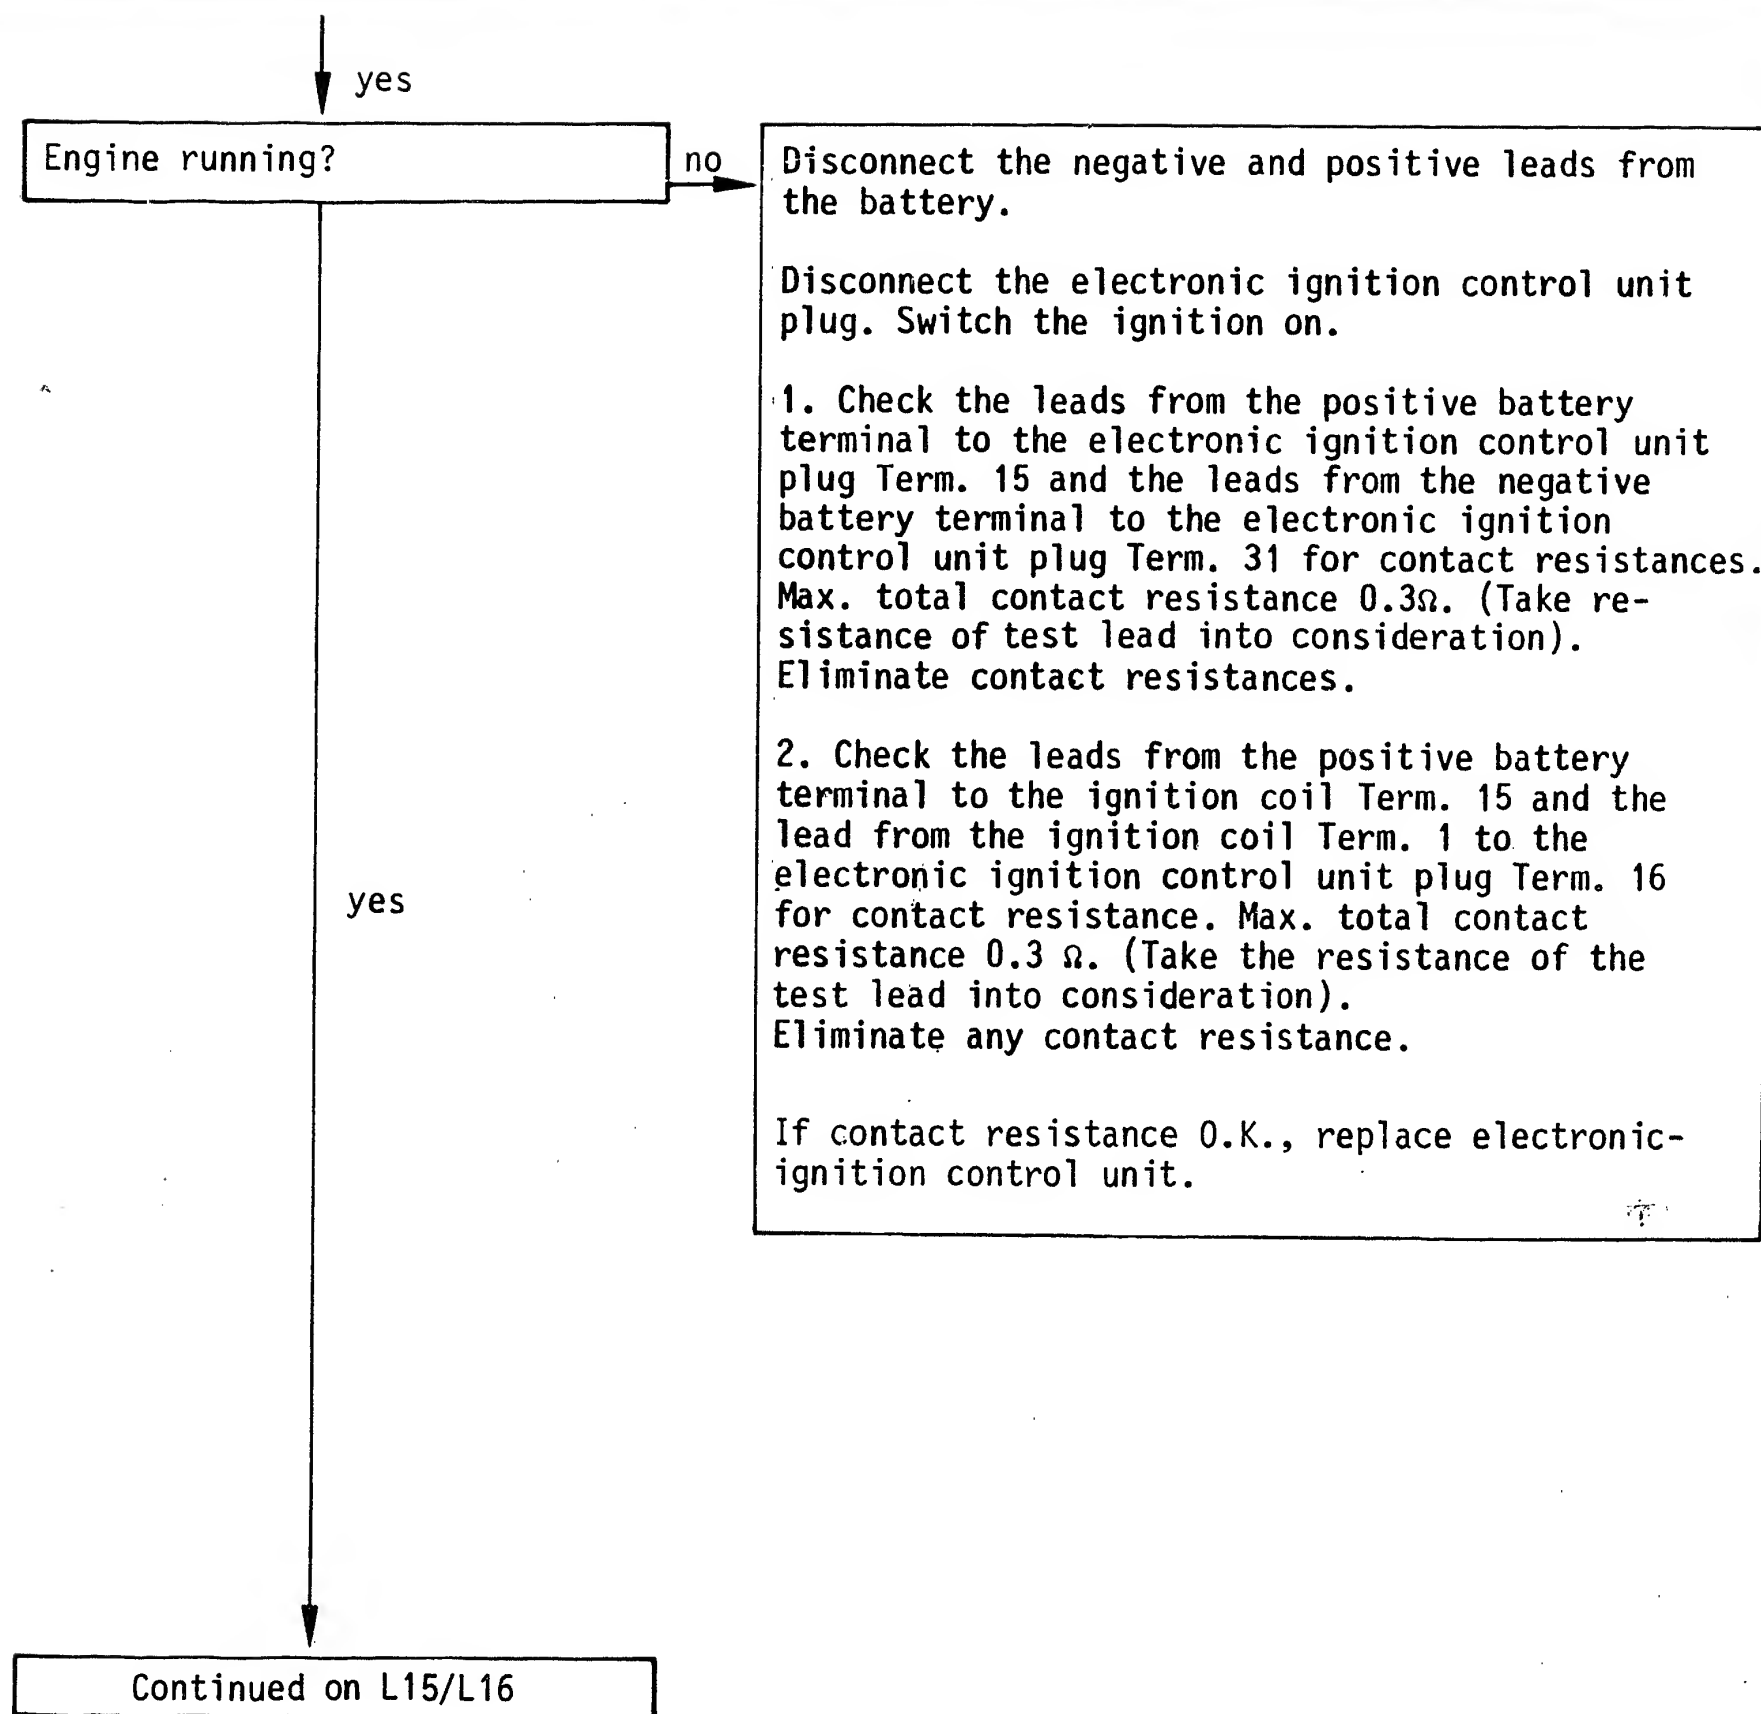 yes
Engine running?
no
Disconnect the negative and positive leads from
the battery.
Disconnect the electronic ignition control unit
plug. Switch the ignition on.
1. Check the leads from the positive battery
terminal to the electronic ignition control unit
plug Term. 15 and the leads from the negative
battery terminal to the electronic ignition
control unit plug Term. 31 for contact resistances.
Max. total contact resistance 0.3Ω. (Take re-
sistance of test lead into consideration).
Eliminate contact resistances.
2. Check the leads from the positive battery
terminal to the ignition coil Term. 15 and the
lead from the ignition coil Term. 1 to the
electronic ignition control unit plug Term. 16
for contact resistance. Max. total contact
resistance 0.3 Ω. (Take the resistance of the
test lead into consideration).
Eliminate any contact resistance.
If contact resistance O.K., replace electronic-
ignition control unit.
yes
Continued on L15/L16